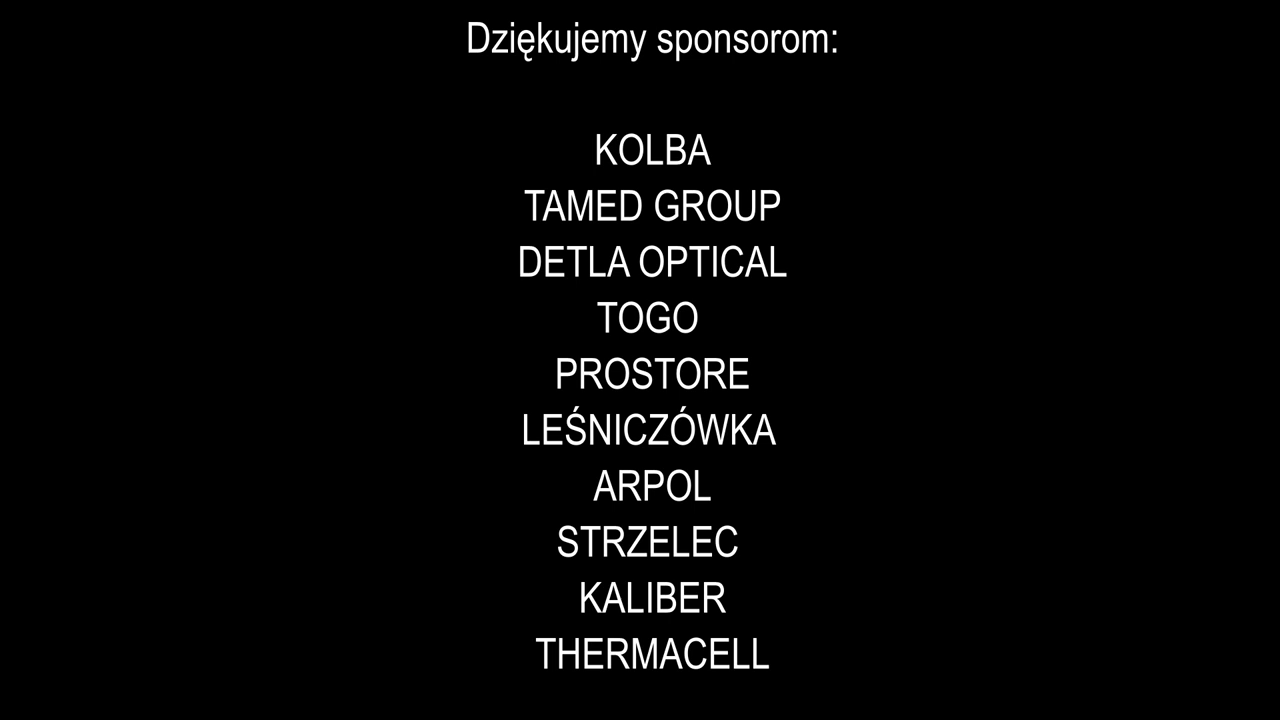 Dziękujemy sponsorom:
KOLBA
TAMED GROUP
DETLA OPTICAL
TOGO
PROSTORE
LEŚNICZÓWKA
ARPOL
STRZELEC
KALIBER
THERMACELL